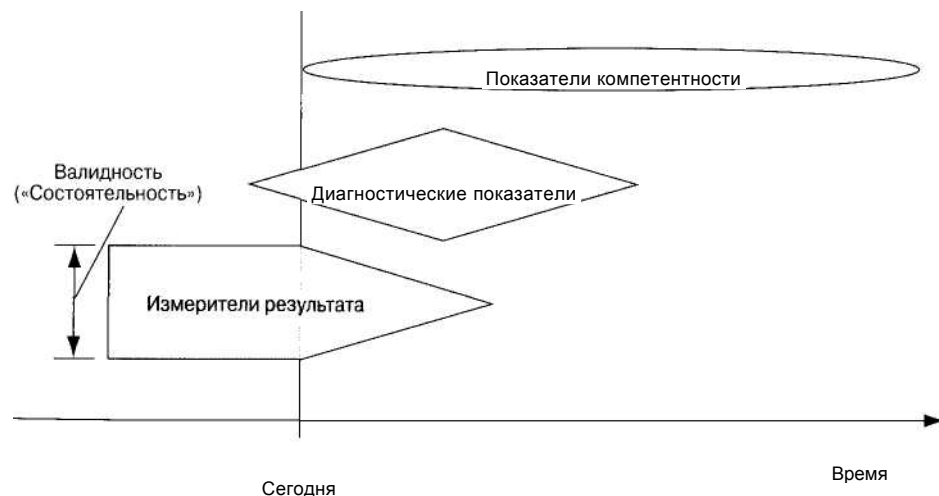 Показатели компетентности
Валидность
(«Состоятельность»)
Диагностические показатели
Измерители результата
Время
Сегодня